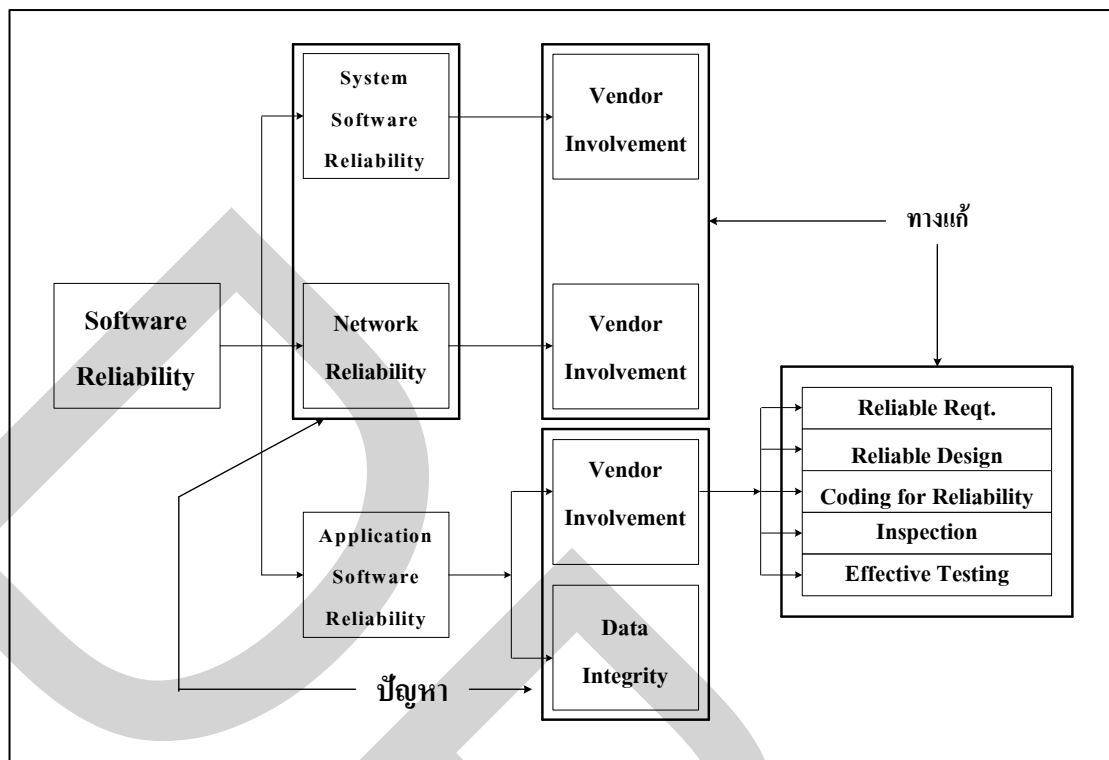 System
Software
Reliability
Vendor
Involvement
ทางแก้
Software
Reliability
Network
Reliability
Vendor
Involvement
Reliable Reqt.
Reliable Design
Coding for Reliability
Inspection
Effective Testing
Vendor
Involvement
Application
Software
Reliability
Data
Integrity
ปัญหา